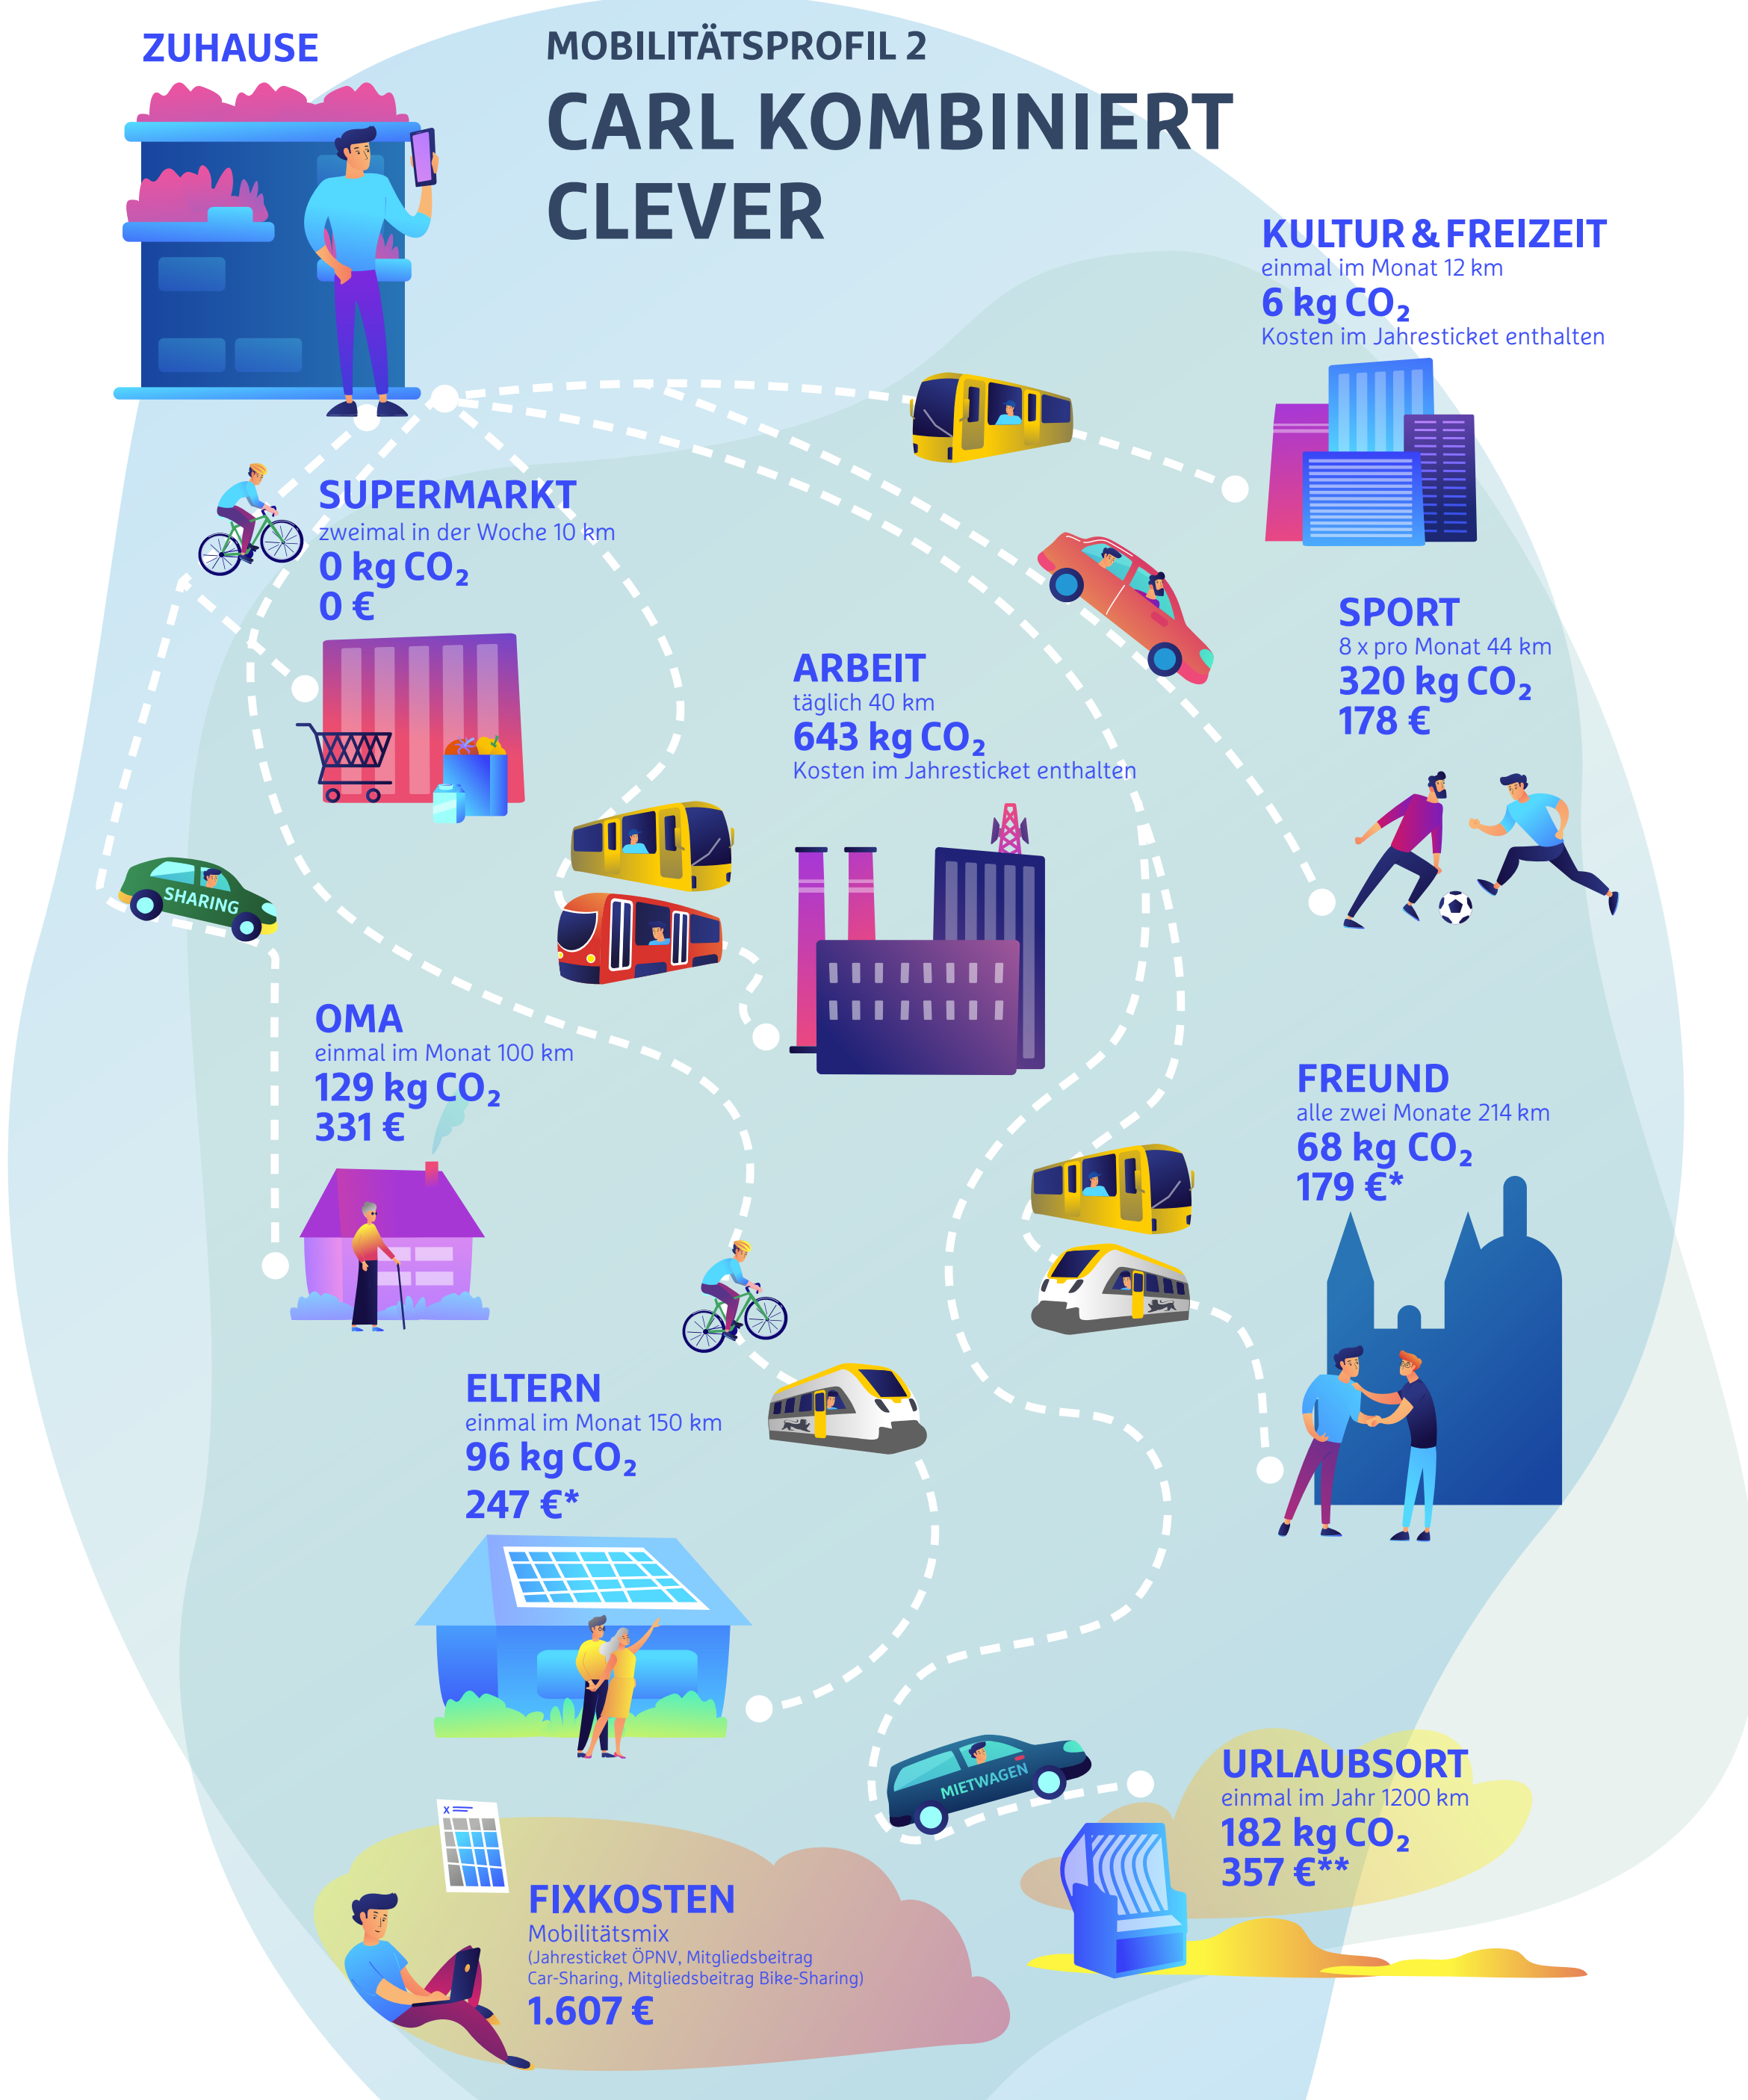 ZUHAUSE
MOBILITÄTSPROFIL 2
CARL KOMBINIERT
CLEVER
KULTUR & FREIZEIT
einmal im Monat 12 km
6 kg CO₂
Kosten im Jahresticket enthalten
SUPERMARKT
zweimal in der Woche 10 km
0 kg CO₂
0 €
SPORT
8 x pro Monat 44 km
320 kg CO₂
178 €
ARBEIT
täglich 40 km
643 kg CO₂
Kosten im Jahresticket enthalten
SHARING
OMA
einmal im Monat 100 km
129 kg CO₂
331 €
FREUND
alle zwei Monate 214 km
68 kg CO₂
179 €*
ELTERN
einmal im Monat 150 km
96 kg CO₂
247 €*
MIETWAGEN
URLAUBSORT
einmal im Jahr 1200 km
182 kg CO₂
357 €**
X
FIXKOSTEN
Mobilitätsmix
(Jahresticket ÖPNV, Mitgliedsbeitrag
Car-Sharing, Mitgliedsbeitrag Bike-Sharing)
1.607 €